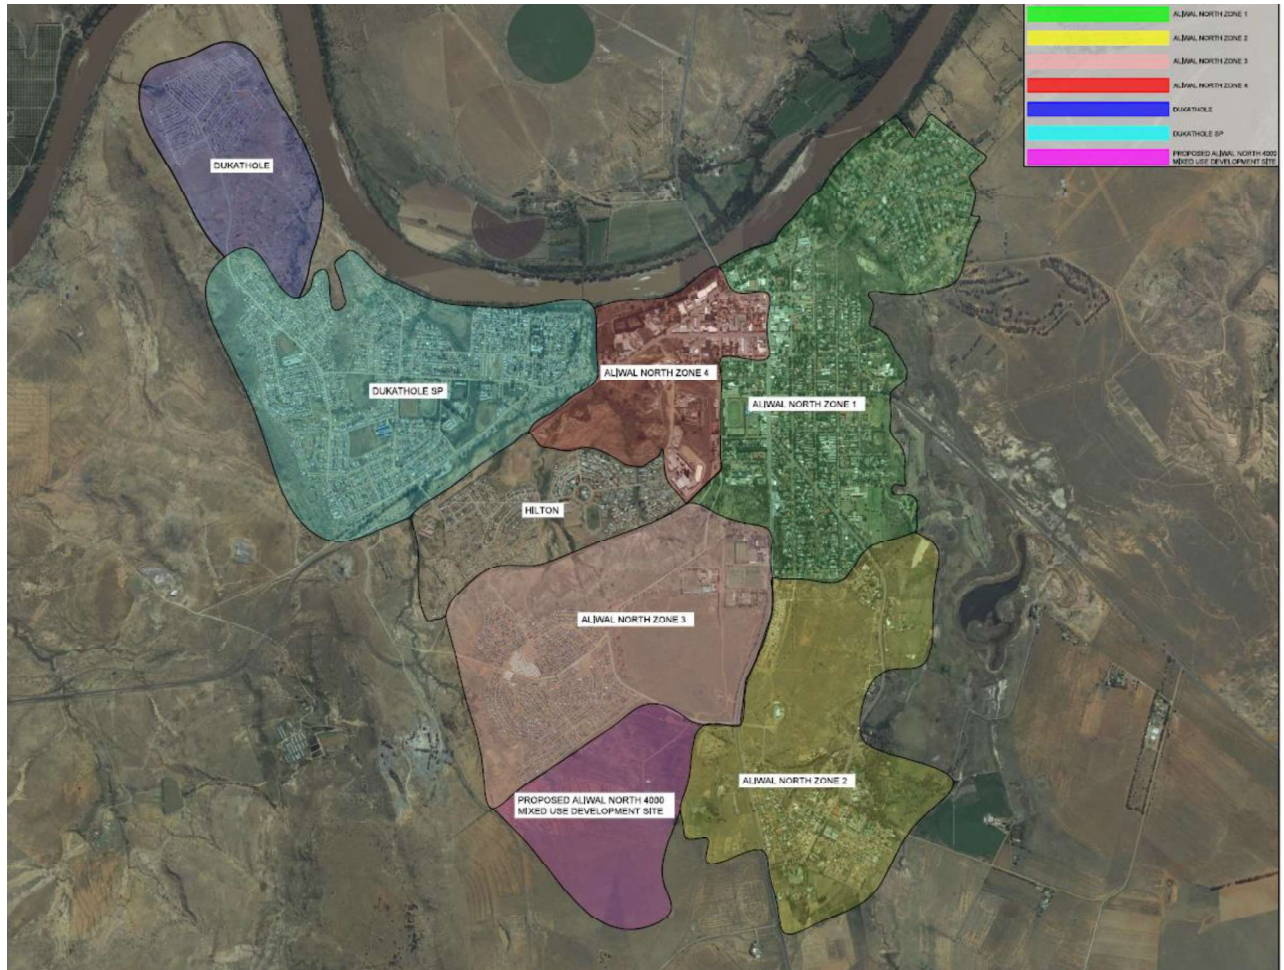 ALIWAL NORTH ZONE 1
ALIWAL NORTH ZONE 2
ALIWAL NORTH ZONE 3
ALIWAL NORTH ZONE 4
DUKATHOLE
DUKATHOLE SP
PROPOSED ALIWAL NORTH 4000
MIXED USE DEVELOPMENT SITE
DUKATHOLE
ALIWAL NORTH ZONE 4
DUKATHOLE SP
ALIWAL NORTH ZONE 1
HILTON
ALIWAL NORTH ZONE 3
ALIWAL NORTH ZONE 2
PROPOSED ALIWAL NORTH 4000
MIXED USE DEVELOPMENT SITE